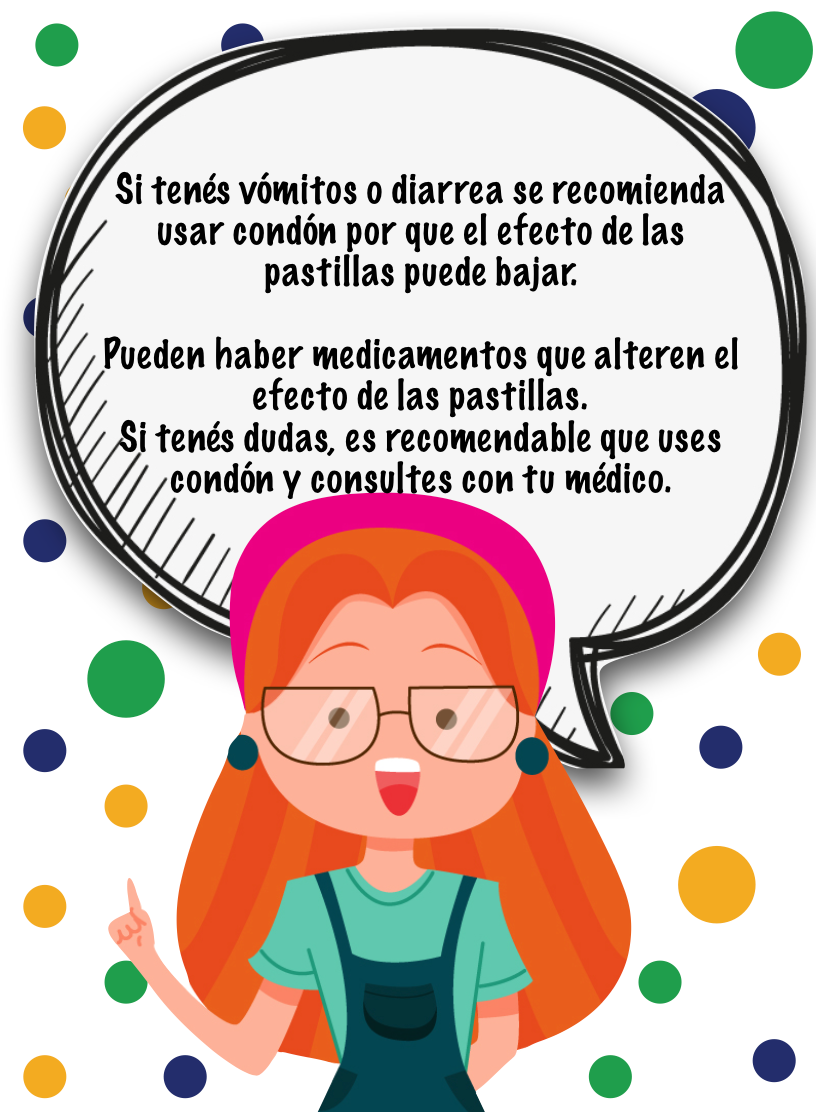 Si tenés vómitos o diarrea se recomienda
usar condón por que el efecto de las
pastillas puede bajar.
Pueden haber medicamentos que alteren el
efecto de las pastillas.
Si tenés dudas, es recomendable que uses
condón y consultes con tu médico.